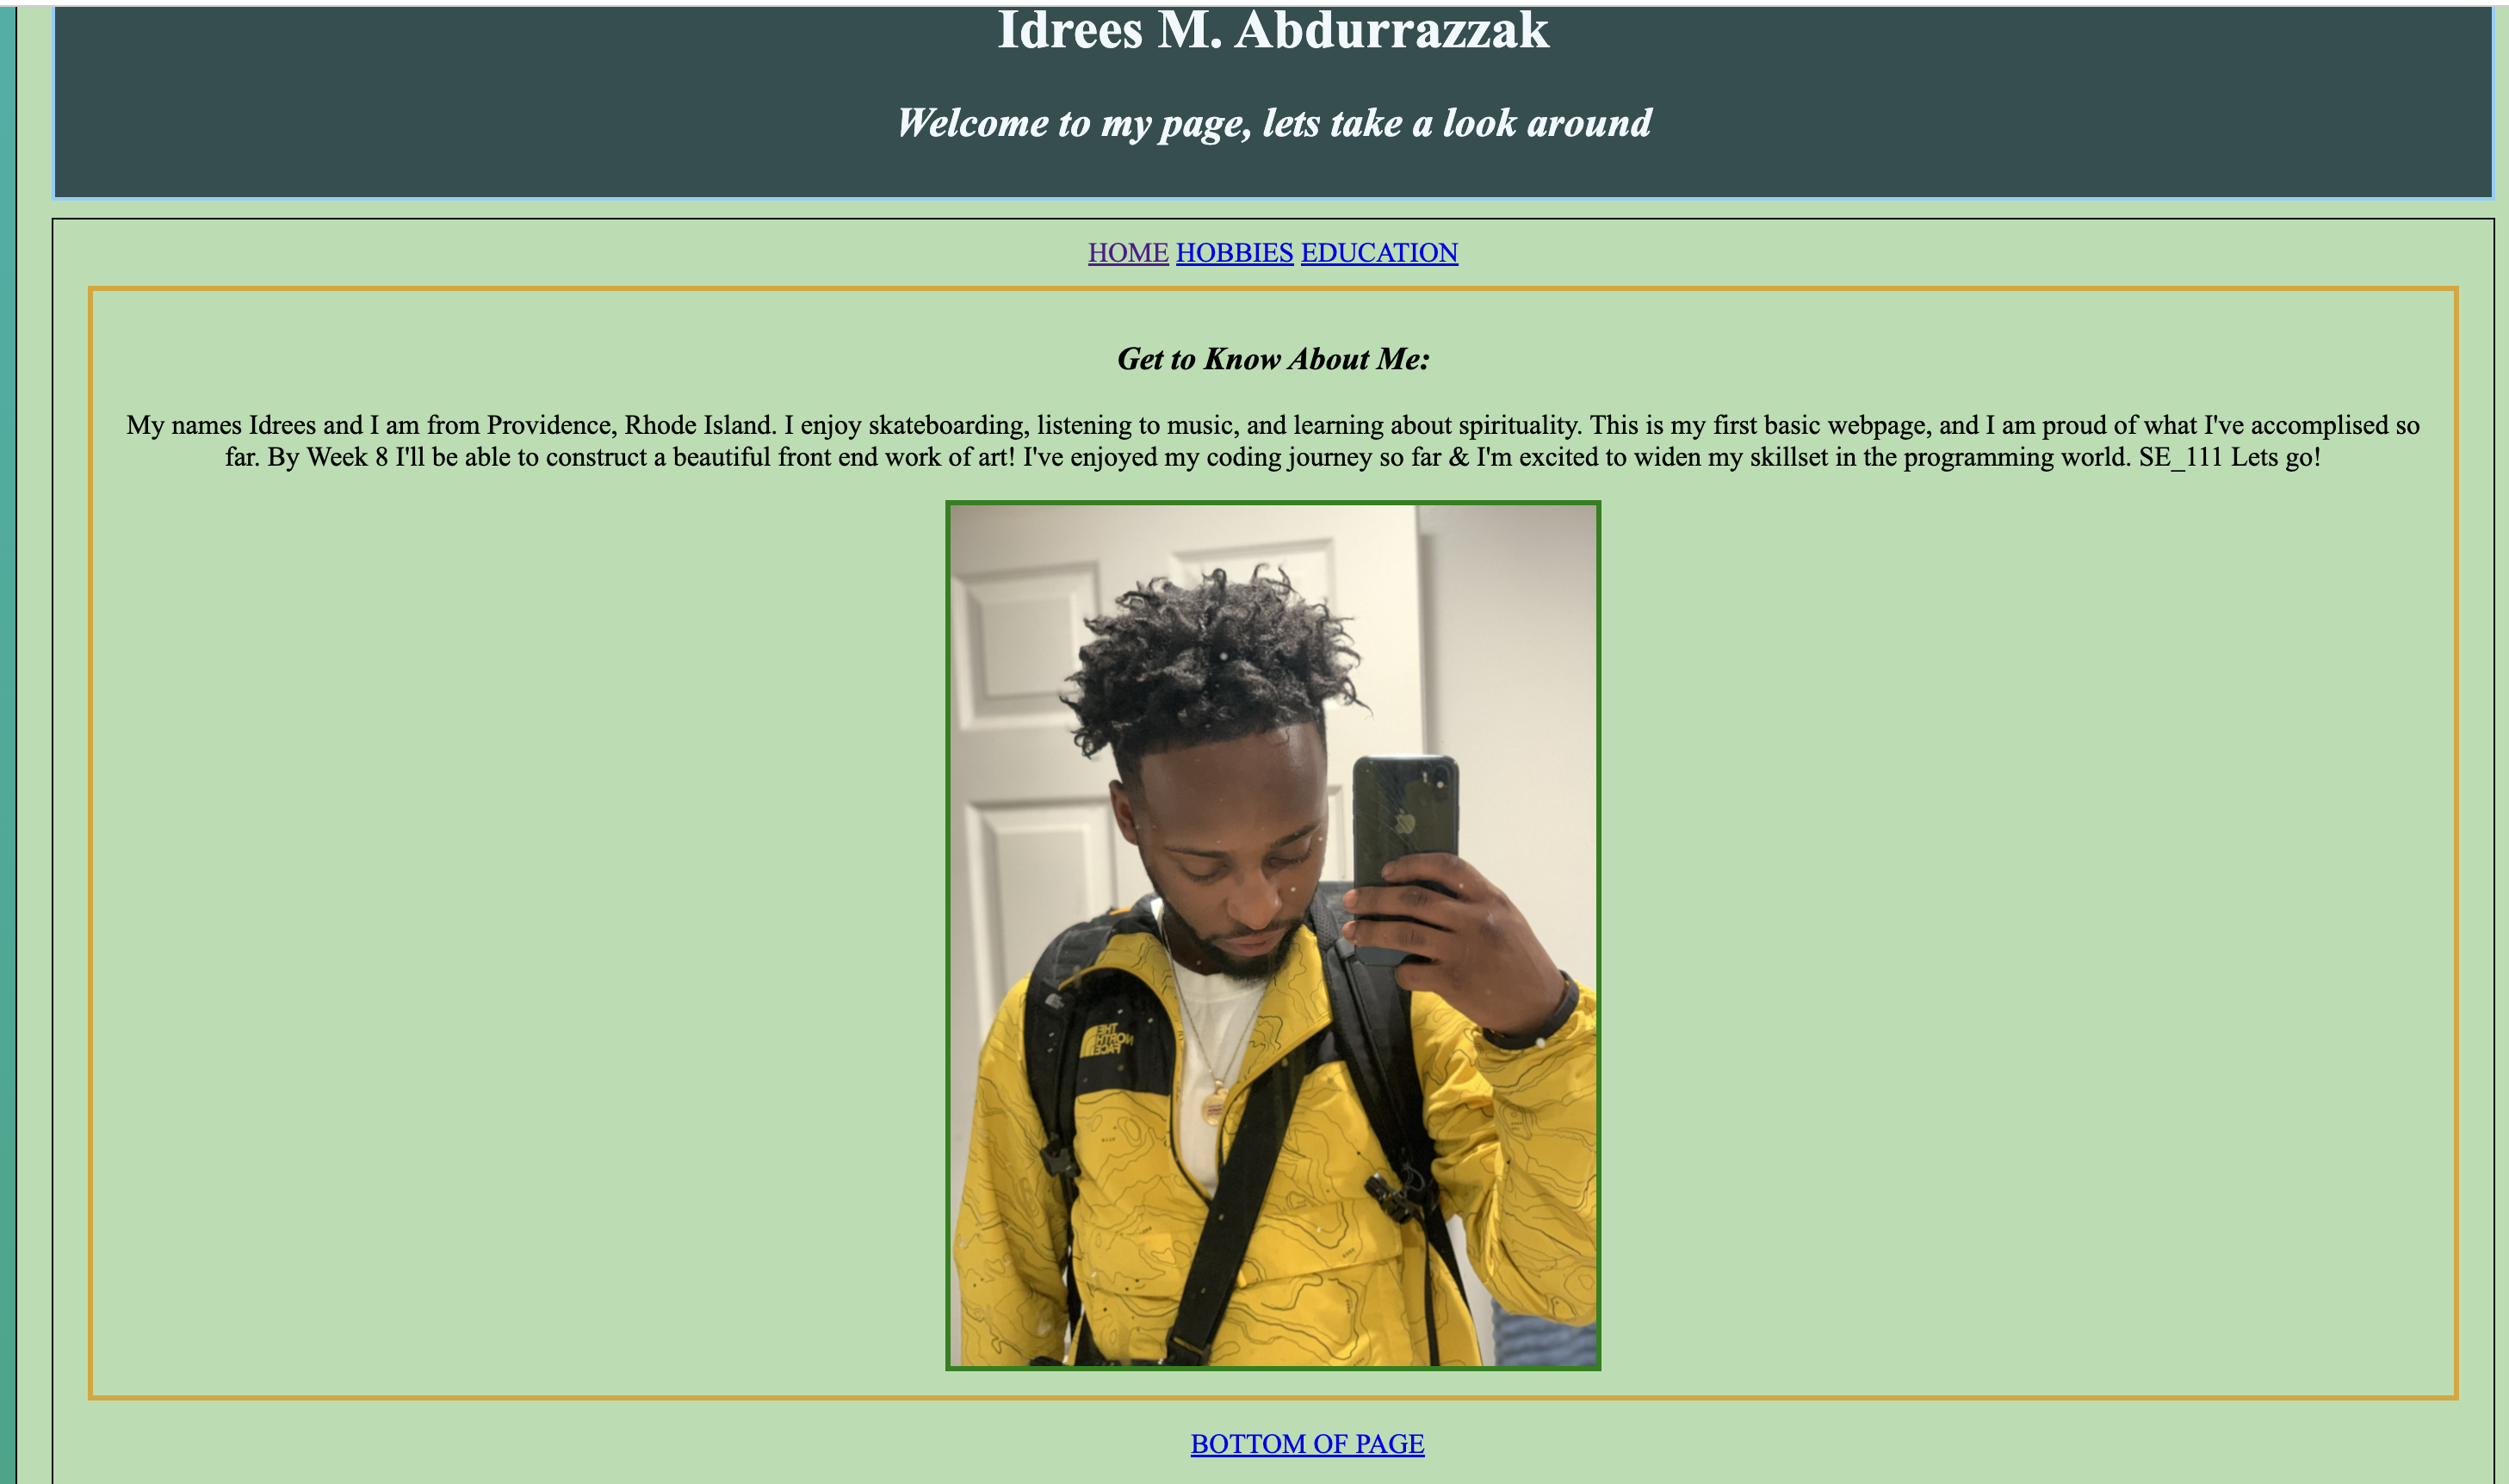 Idrees M. Abdurrazzak
Welcome to my page, lets take a look around
HOME HOBBIES EDUCATION
Get to Know About Me:
My names Idrees and I am from Providence, Rhode Island. I enjoy skateboarding, listening to music, and learning about spirituality. This is my first basic webpage, and I am proud of what I've accomplised so
far. By Week 8 I'll be able to construct a beautiful front end work of art! I've enjoyed my coding journey so far & I'm excited to widen my skillset in the programming world. SE_111 Lets go!
THE
NORTH
FACE
BOTTOM OF PAGE